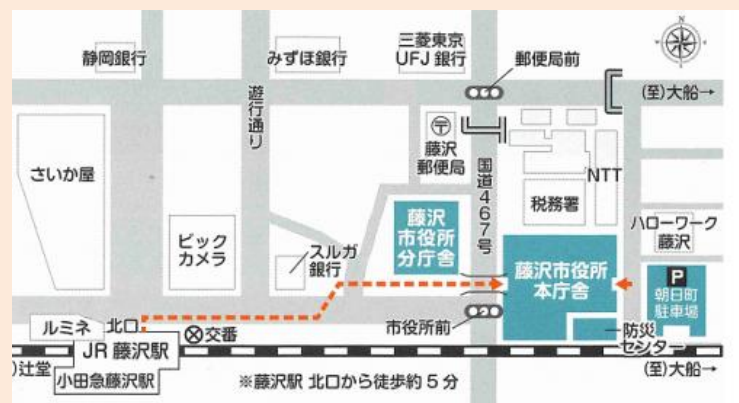 N
静岡銀行
みずほ銀行
三菱東京
UFJ銀行
郵便局前
(至)大船→
遊行通り
〒
藤沢
郵便局
国道467号
さいか屋
NTT
税務署
ハローワーク
藤沢
ビック
カメラ
スルガ
銀行
藤沢
市役所
分庁舎
藤沢市役所
本庁舎
P
朝日町
駐車場
ルミネ
北口
交番
市役所前
防災
センター
JR 藤沢駅
)辻堂
小田急藤沢駅
※藤沢駅 北口から徒歩約5分
(至)大船→